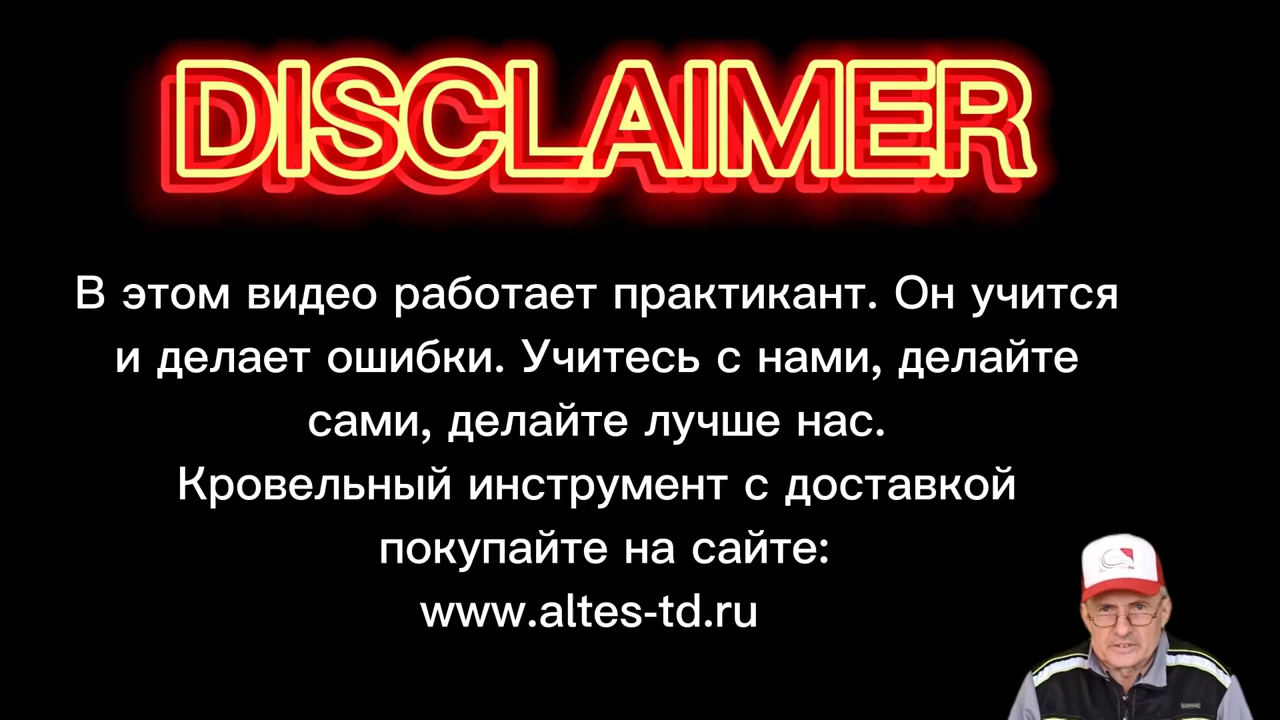 DISCLAIMER
В этом видео работает практикант. Он учится
и делает ошибки. Учитесь с нами, делайте
сами, делайте лучше нас.
Кровельный инструмент с доставкой
покупайте на сайте:
www.altes-td.ru